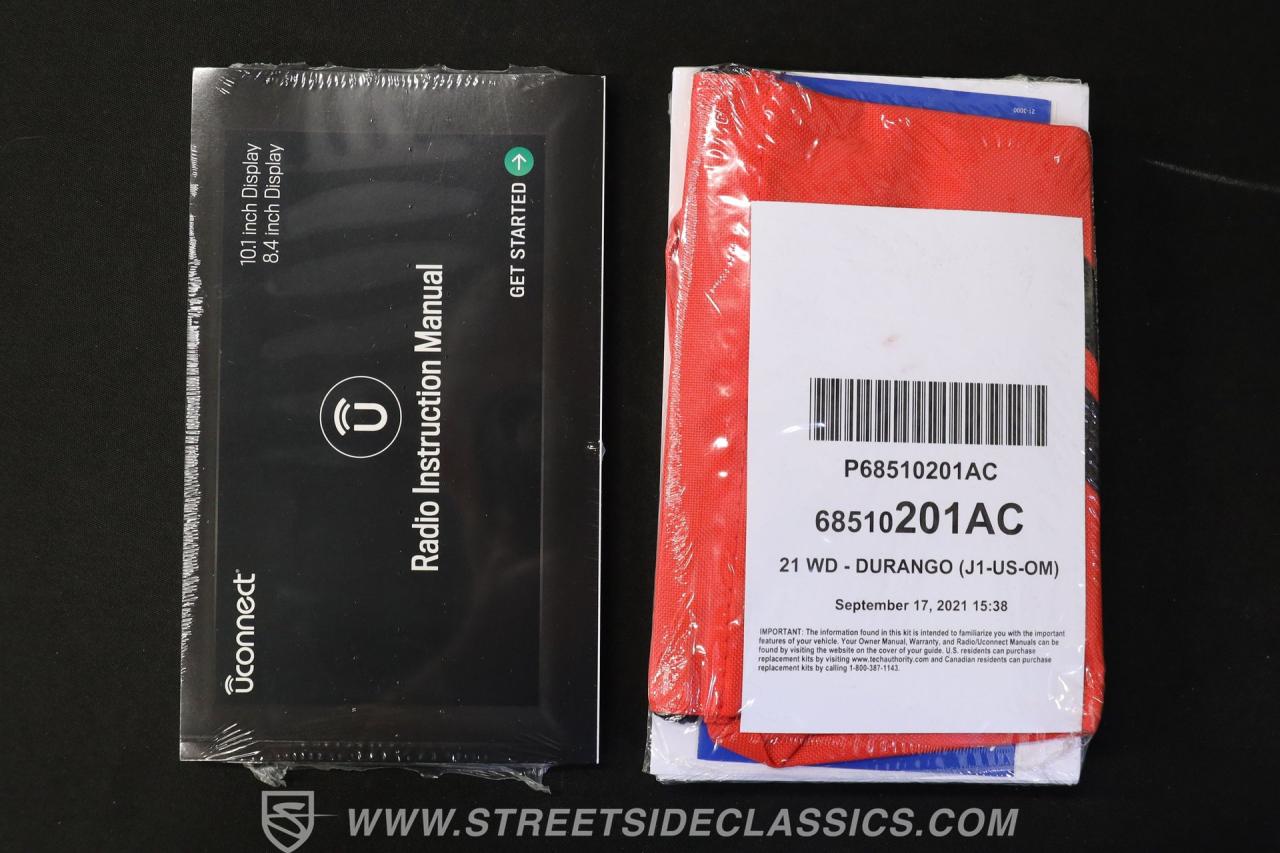 Uconnect®
10.1 inch Display
8.4 inch Display
Radio Instruction Manual
GET STARTED
21-3000
P68510201AC
68510201AC
21 WD - DURANGO (J1-US-OM)
September 17, 2021 15:38
IMPORTANT: The information found in this kit is intended to familiarize you with the important
features of your vehicle. Your Owner Manual, Warranty, and Radio/Uconnect Manuals can be
found by visiting the website on the cover of your guide. U.S. residents can purchase
replacement kits by visiting www.techauthority.com and Canadian residents can purchase
replacement kits by calling 1-800-387-1143.
WWW.STREETSIDECLASSICS.COM